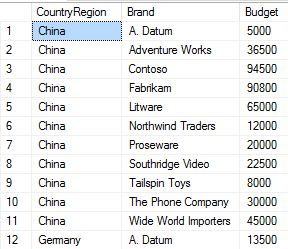 CountryRegion Brand Budget
1 China A. Datum 5000
2 China Adventure Works 36500
3 China Contoso 94500
4 China Fabrikam 90800
5 China Litware 65000
6 China Northwind Traders 12000
7 China Proseware 20000
8 China Southridge Video 22500
9 China Tailspin Toys 8000
10 China The Phone Company 30000
11 China Wide World Importers 45000
12 Germany A. Datum 13500